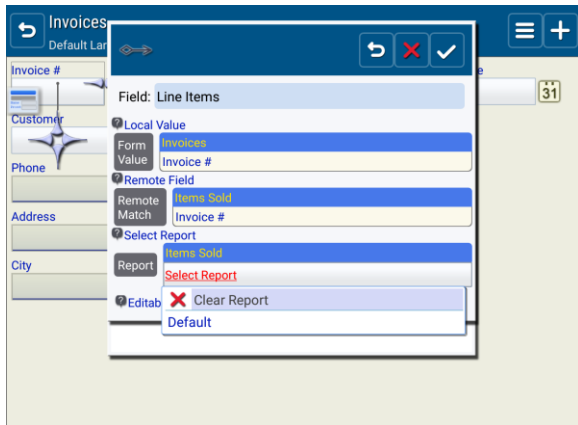 Invoices
Default Lar
Invoice #
31
Customer
Phone
Address
City
Field: Line Items
Local Value
Form Value
Invoices
Invoice #
Remote Field
Remote Match
Items Sold
Invoice #
Select Report
Report
Items Sold
Select Report
Editab
Clear Report
Default